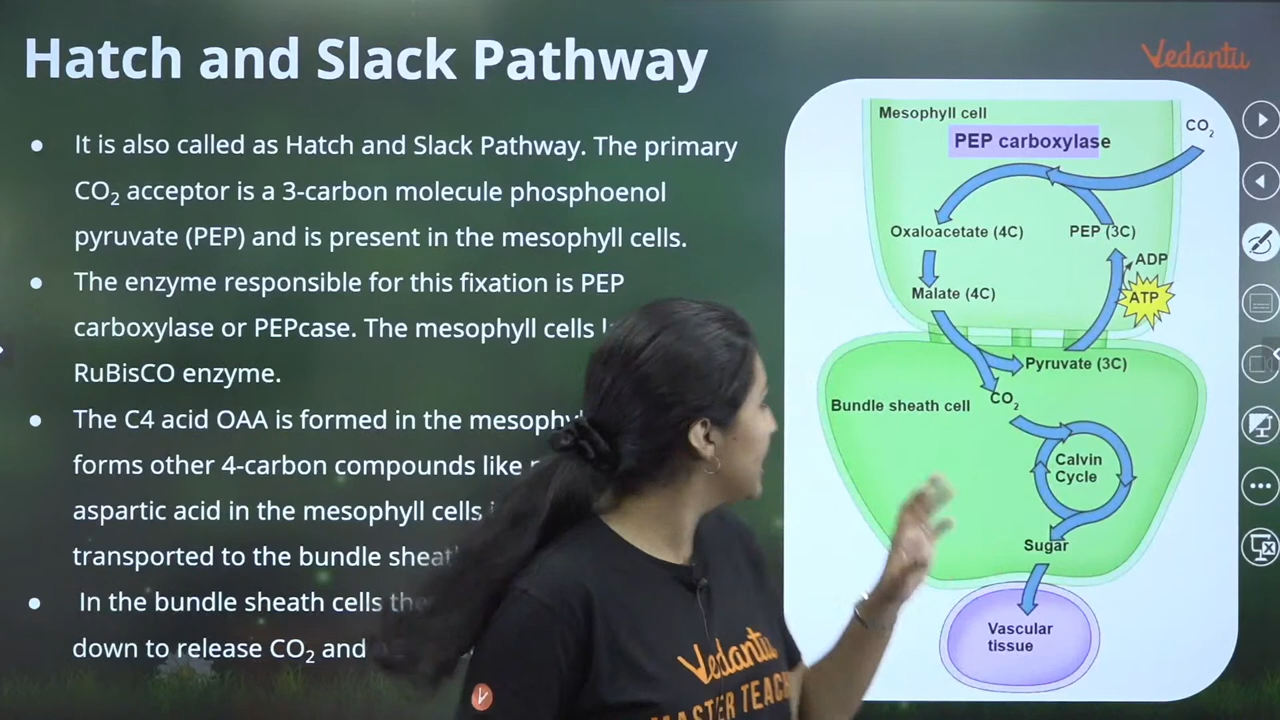 Hatch and Slack Pathway
Vedantu
It is also called as Hatch and Slack Pathway. The primary
CO₂ acceptor is a 3-carbon molecule phosphoenol
pyruvate (PEP) and is present in the mesophyll cells.
The enzyme responsible for this fixation is PEP
carboxylase or PEPcase. The mesophyll cells
RuBisCO enzyme.
The C4 acid OAA is formed in the
forms other 4-carbon compounds like
aspartic acid in the mesophyll cells
transported to the bundle
In the bundle sheath cells
down to release CO₂ and
Mesophyll cell
PEP carboxylase
CO₂
Oxaloacetate (4C)
PEP (3C)
ADP
ATP
Malate (4C)
Pyruvate (3C)
CO₂
Bundle sheath cell
Calvin
Cycle
Sugar
Vascular
tissue
Vedantu
MASTER